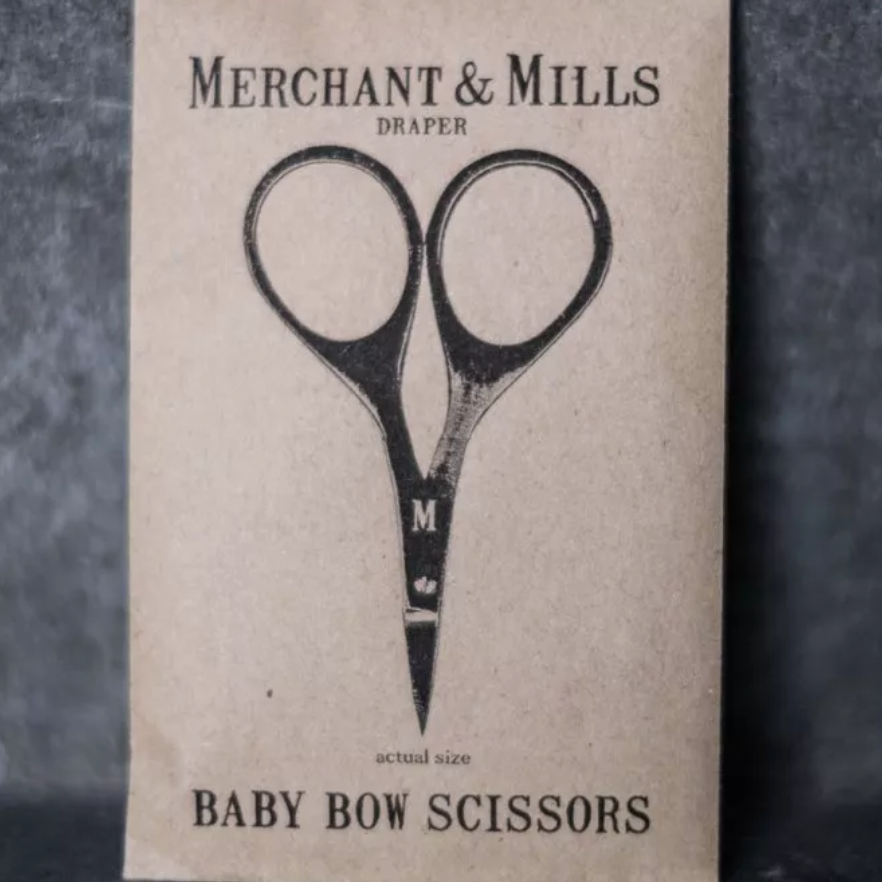 MERCHANT & MILLS
DRAPER
M
actual size
BABY BOW SCISSORS